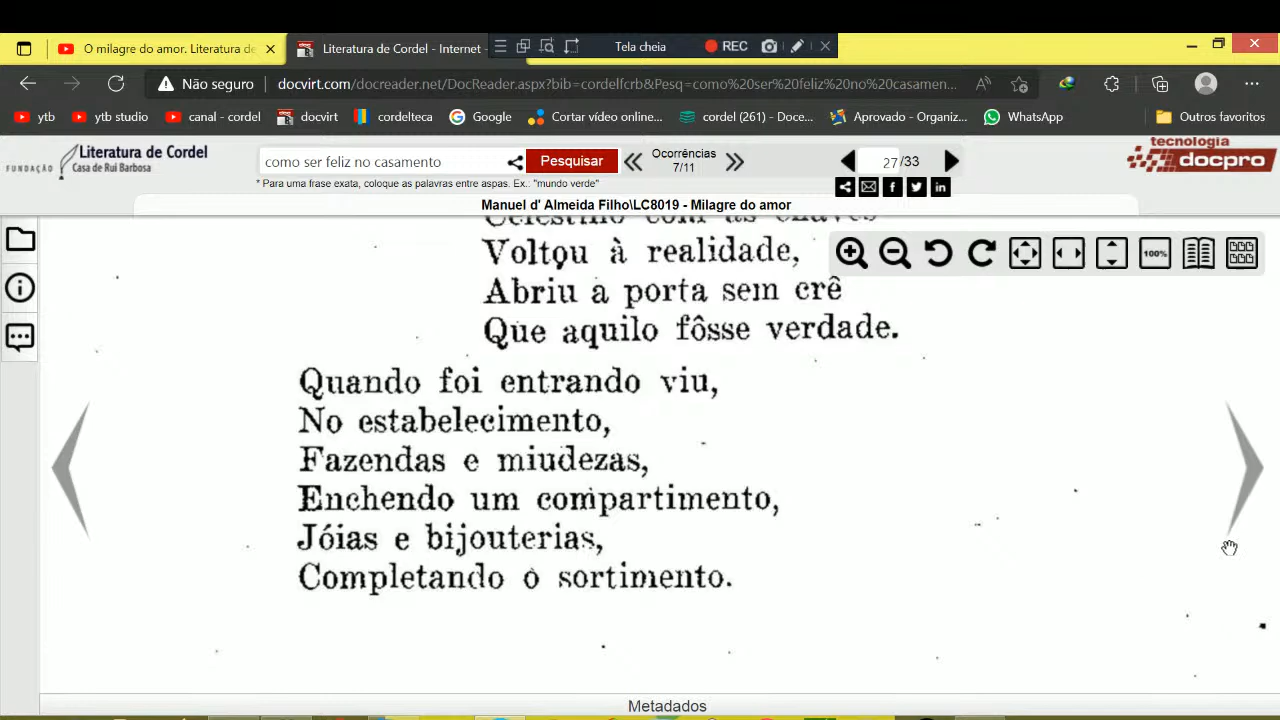 O milagre do amor. Literatura de
Literatura de Cordel - Internet
Tela cheia
REC
Não seguro
docvirt.com/docreader.net/DocReader.aspx?bib=cordelfcrb&Pesq=como%20ser%20feliz%20no%20casamen...
ytb
ytb studio
canal - cordel
docvirt
cordelteca
Google
Cortar vídeo online...
cordel (261) - Doce...
Aprovado - Organiz...
WhatsApp
Outros favoritos
FUNDAÇÃO
Literatura de Cordel
Casa de Rui Barbosa
como ser feliz no casamento
Pesquisar
Ocorrências
7/11
27 /33
tecnologia
docpro
* Para uma frase exata, coloque as palavras entre aspas. Ex.: "mundo verde"
Manuel d' Almeida Filho\LC8019 - Milagre do amor
Celestino com as chaves
Voltou à realidade,
Abriu a porta sem crê
Que aquilo fôsse verdade.
100%
Quando foi entrando viu,
No estabelecimento,
Fazendas e miudezas,
Enchendo um compartimento,
Jóias e bijouterias,
Completando o sortimento.
Metadados